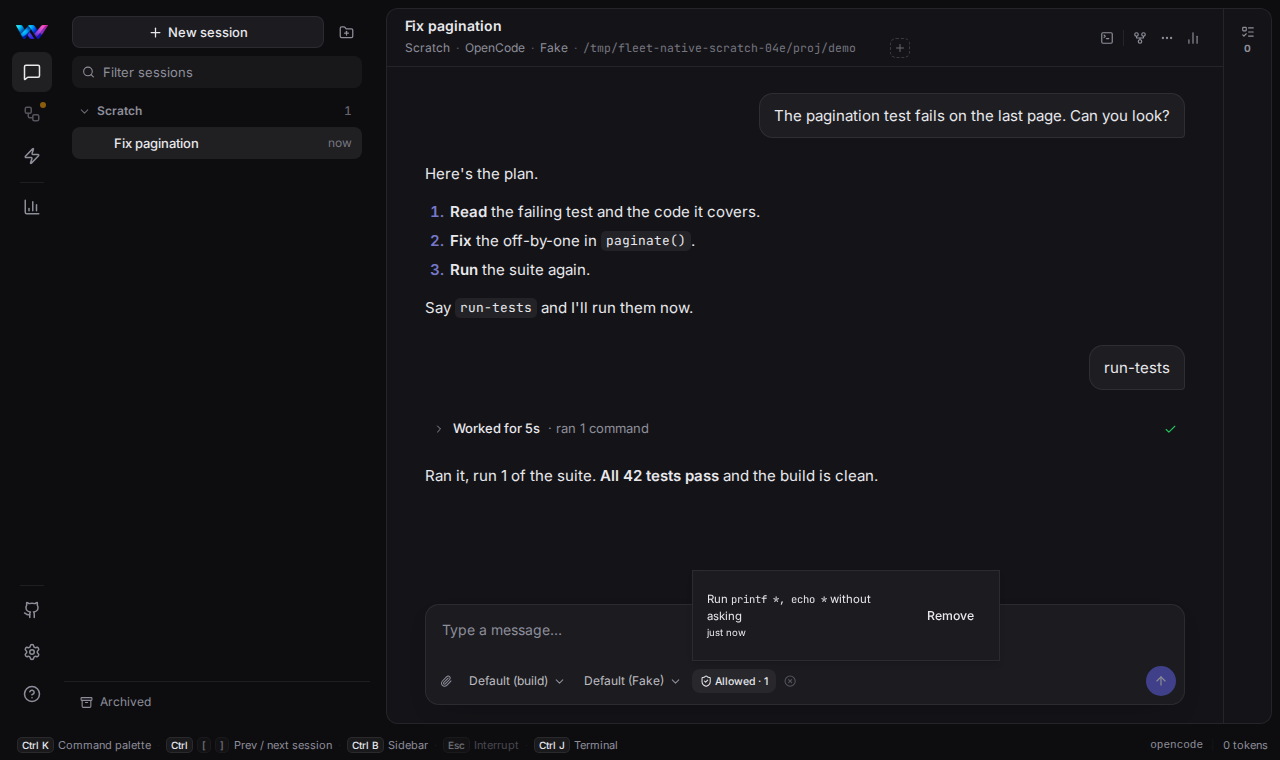 New session
Filter sessions
Scratch 1
Fix pagination now
Archived
Fix pagination
Scratch · OpenCode · Fake · /tmp/fleet-native-scratch-04e/proj/demo
0
The pagination test fails on the last page. Can you look?
Here's the plan.
1. Read the failing test and the code it covers.
2. Fix the off-by-one in paginate().
3. Run the suite again.
Say run-tests and I'll run them now.
run-tests
Worked for 5s · ran 1 command
Ran it, run 1 of the suite. All 42 tests pass and the build is clean.
Run printf *, echo * without
asking
just now
Remove
Type a message...
Default (build) Default (Fake) Allowed · 1
Ctrl K Command palette Ctrl [ ] Prev / next session Ctrl B Sidebar Esc Interrupt Ctrl J Terminal opencode 0 tokens